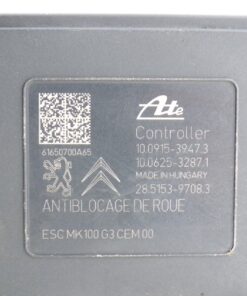 Ate
Controller
61650700A65
10.0915-3947.3
10.0625-3287.1
MADE IN HUNGARY
28.5153-9708.3
ANTIBLOCAGE DE ROUE
ESC MK100 G3 CEM 00